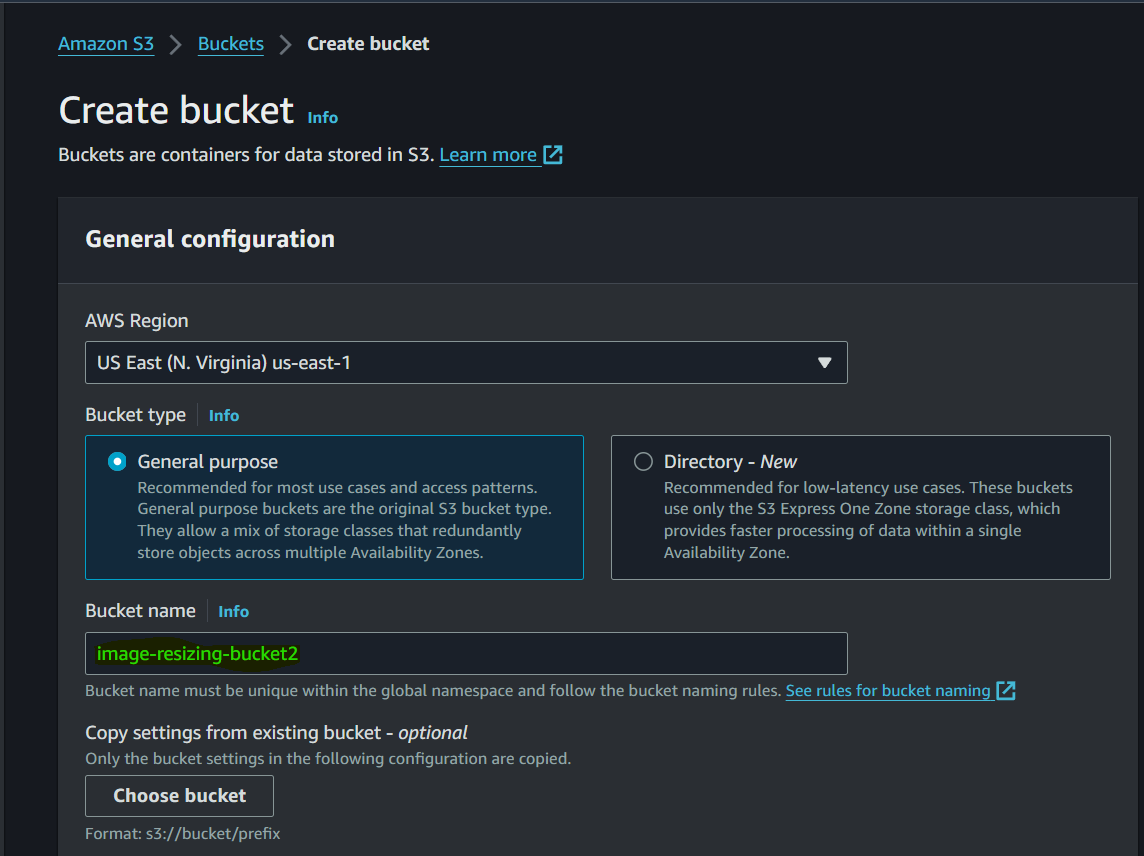 Amazon S3 > Buckets > Create bucket
Create bucket Info
Buckets are containers for data stored in S3. Learn more
General configuration
AWS Region
US East (N. Virginia) us-east-1
Bucket type Info
General purpose
Recommended for most use cases and access patterns.
General purpose buckets are the original S3 bucket type.
They allow a mix of storage classes that redundantly
store objects across multiple Availability Zones.
Directory - New
Recommended for low-latency use cases. These buckets
use only the S3 Express One Zone storage class, which
provides faster processing of data within a single
Availability Zone.
Bucket name Info
image-resizing-bucket2
Bucket name must be unique within the global namespace and follow the bucket naming rules. See rules for bucket naming
Copy settings from existing bucket - optional
Only the bucket settings in the following configuration are copied.
Choose bucket
Format: s3://bucket/prefix